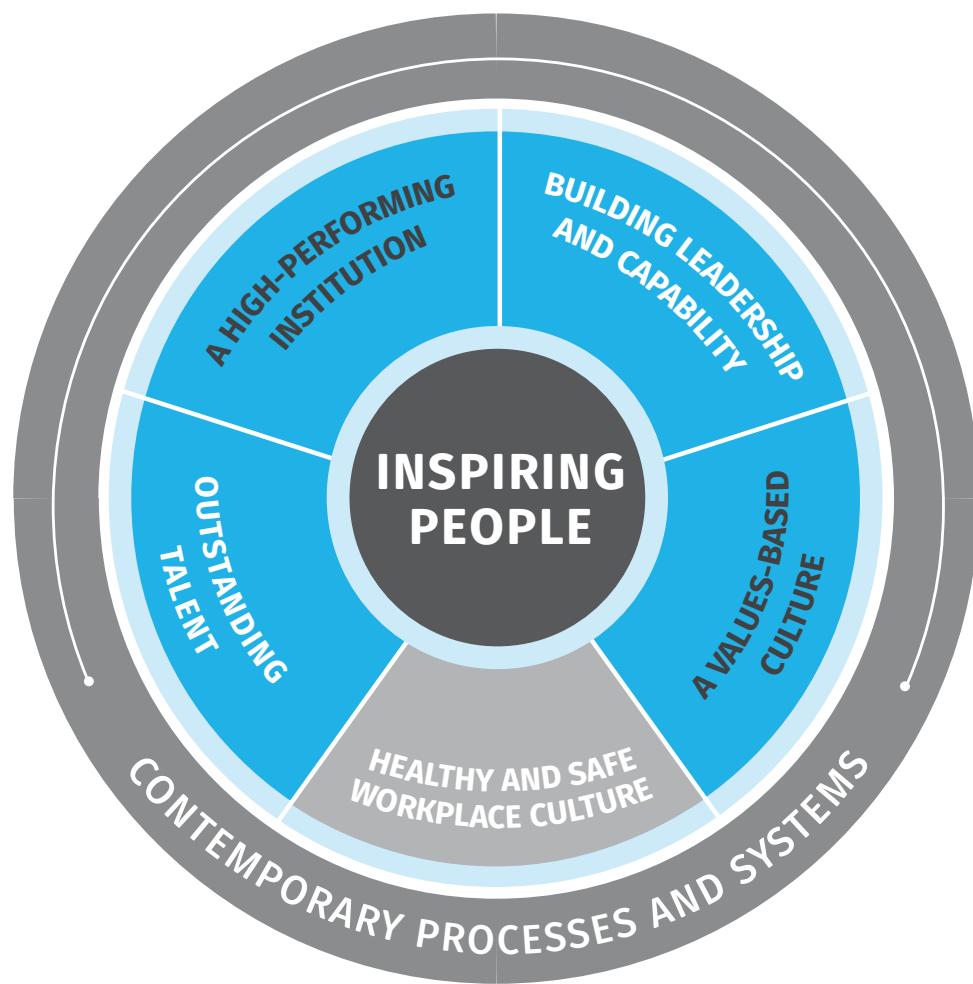 A HIGH-PERFORMING
INSTITUTION
BUILDING LEADERSHIP
AND CAPABILITY
OUTSTANDING
TALENT
INSPIRING
PEOPLE
A VALUES-BASED
CULTURE
HEALTHY AND SAFE
WORKPLACE CULTURE
CONTEMPORARY PROCESSES AND SYSTEMS